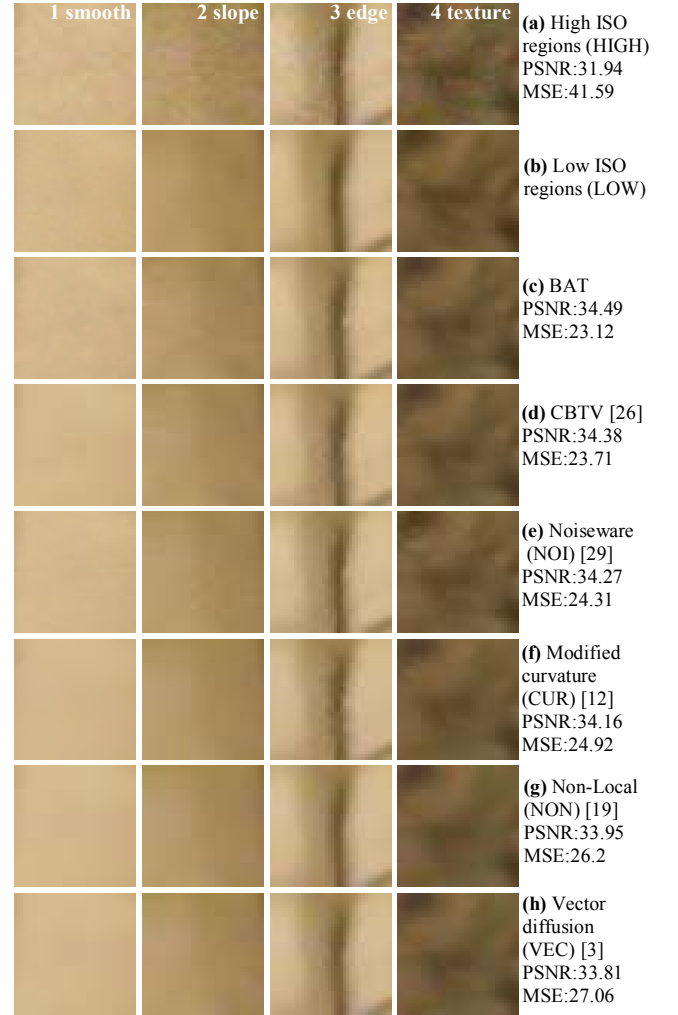 1 smooth 2 slope 3 edge 4 texture
(a) High ISO
regions (HIGH)
PSNR:31.94
MSE:41.59
(b) Low ISO
regions (LOW)
(c) BAT
PSNR:34.49
MSE:23.12
(d) CBTV [26]
PSNR:34.38
MSE:23.71
(e) Noiseware
(NOI) [29]
PSNR:34.27
MSE:24.31
(f) Modified
curvature
(CUR) [12]
PSNR:34.16
MSE:24.92
(g) Non-Local
(NON) [19]
PSNR:33.95
MSE:26.2
(h) Vector
diffusion
(VEC) [3]
PSNR:33.81
MSE:27.06